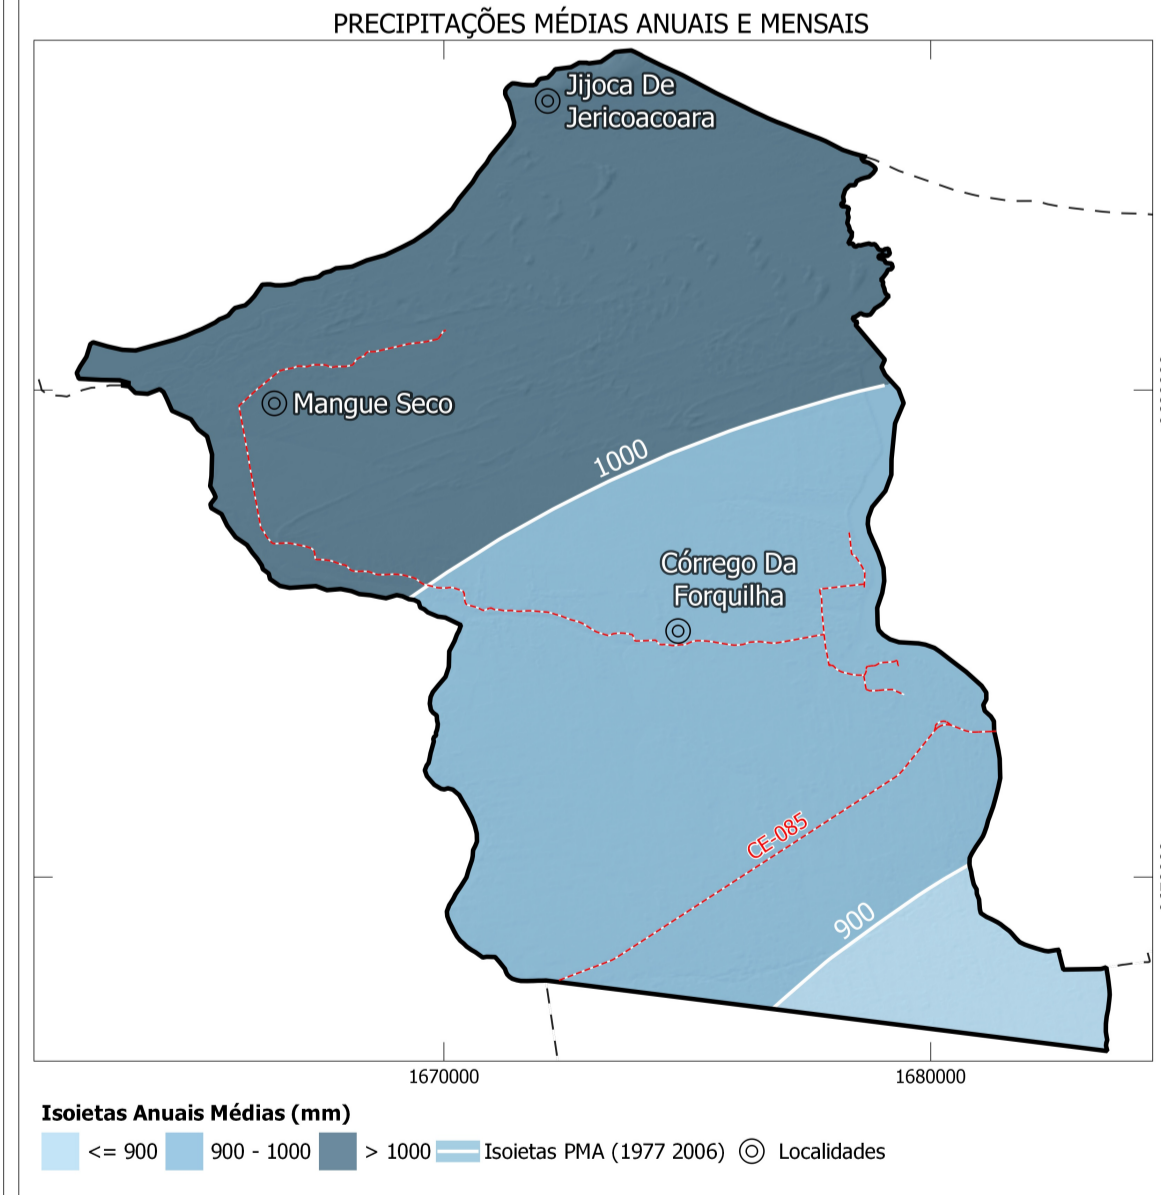 PRECIPITAÇÕES MÉDIAS ANUAIS E MENSAIS
Jijoca De
Jericoacoara
Mangue Seco
1000
Córrego Da
Forquilha
CE-085
900
1670000
1680000
Isoietas Anuais Médias (mm)
<= 900
900 - 1000
> 1000
Isoietas PMA (1977 2006)
Localidades